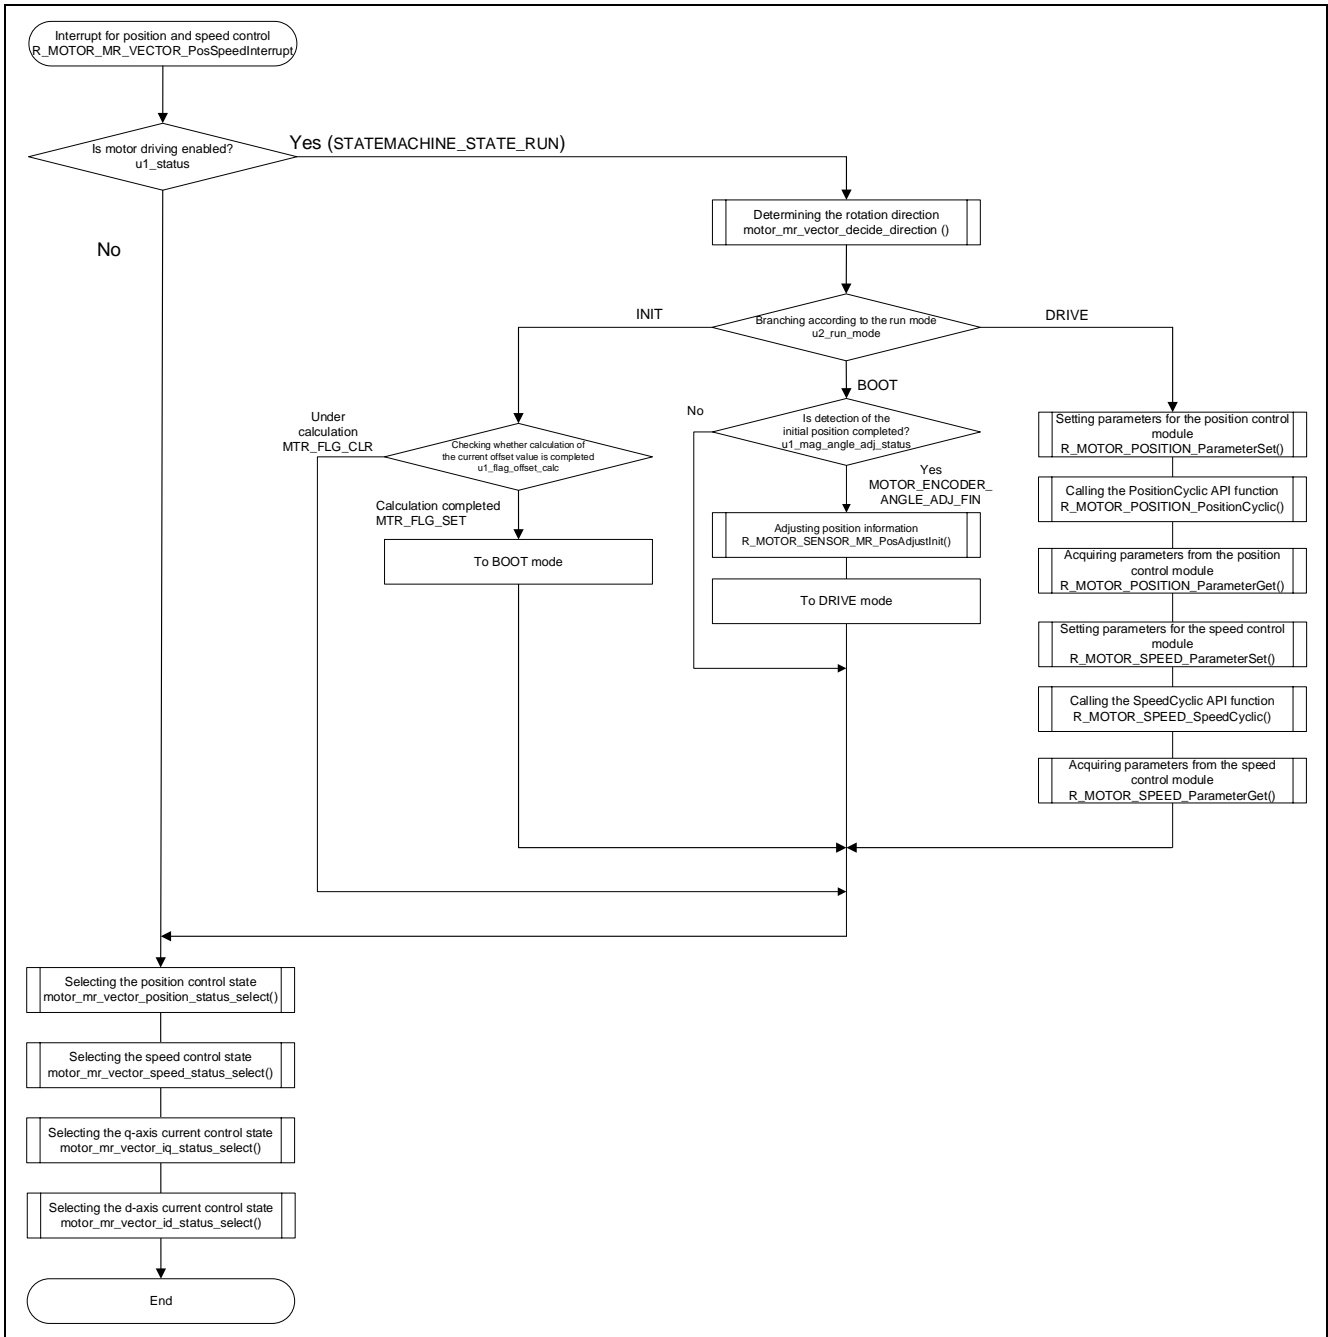 Interrupt for position and speed control
R_MOTOR_MR_VECTOR_PosSpeedInterrupt
Is motor driving enabled?
u1_status
Yes (STATEMACHINE_STATE_RUN)
No
Determining the rotation direction
motor_mr_vector_decide_direction ()
Branching according to the run mode
u2_run_mode
INIT
BOOT
DRIVE
Under
calculation
MTR_FLG_CLR
Checking whether calculation of
the current offset value is completed
u1_flag_offset_calc
Calculation completed
MTR_FLG_SET
To BOOT mode
No
Is detection of the
initial position completed?
u1_mag_angle_adj_status
Yes
MOTOR_ENCODER_
ANGLE_ADJ_FIN
Adjusting position information
R_MOTOR_SENSOR_MR_PosAdjustInit()
To DRIVE mode
Setting parameters for the position control
module
R_MOTOR_POSITION_ParameterSet()
Calling the PositionCyclic API function
R_MOTOR_POSITION_PositionCyclic()
Acquiring parameters from the position
control module
R_MOTOR_POSITION_ParameterGet()
Setting parameters for the speed control
module
R_MOTOR_SPEED_ParameterSet()
Calling the SpeedCyclic API function
R_MOTOR_SPEED_SpeedCyclic()
Acquiring parameters from the speed
control module
R_MOTOR_SPEED_ParameterGet()
Selecting the position control state
motor_mr_vector_position_status_select()
Selecting the speed control state
motor_mr_vector_speed_status_select()
Selecting the q-axis current control state
motor_mr_vector_iq_status_select()
Selecting the d-axis current control state
motor_mr_vector_id_status_select()
End